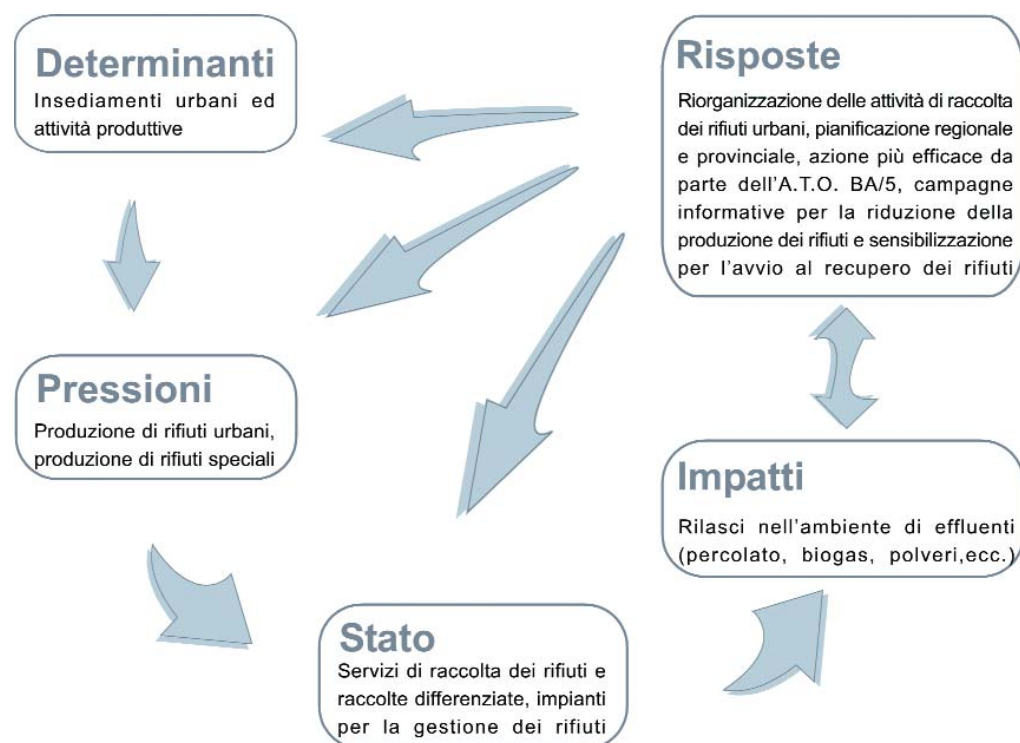 Determinanti
Insediamenti urbani ed
attività produttive
Risposte
Riorganizzazione delle attività di raccolta
dei rifiuti urbani, pianificazione regionale
e provinciale, azione più efficace da
parte dell'A.T.O. BA/5, campagne
informative per la riduzione della
produzione dei rifiuti e sensibilizzazione
per l'avvio al recupero dei rifiuti
Pressioni
Produzione di rifiuti urbani,
produzione di rifiuti speciali
Impatti
Rilasci nell'ambiente di effluenti
(percolato, biogas, polveri,ecc.)
Stato
Servizi di raccolta dei rifiuti e
raccolte differenziate, impianti
per la gestione dei rifiuti